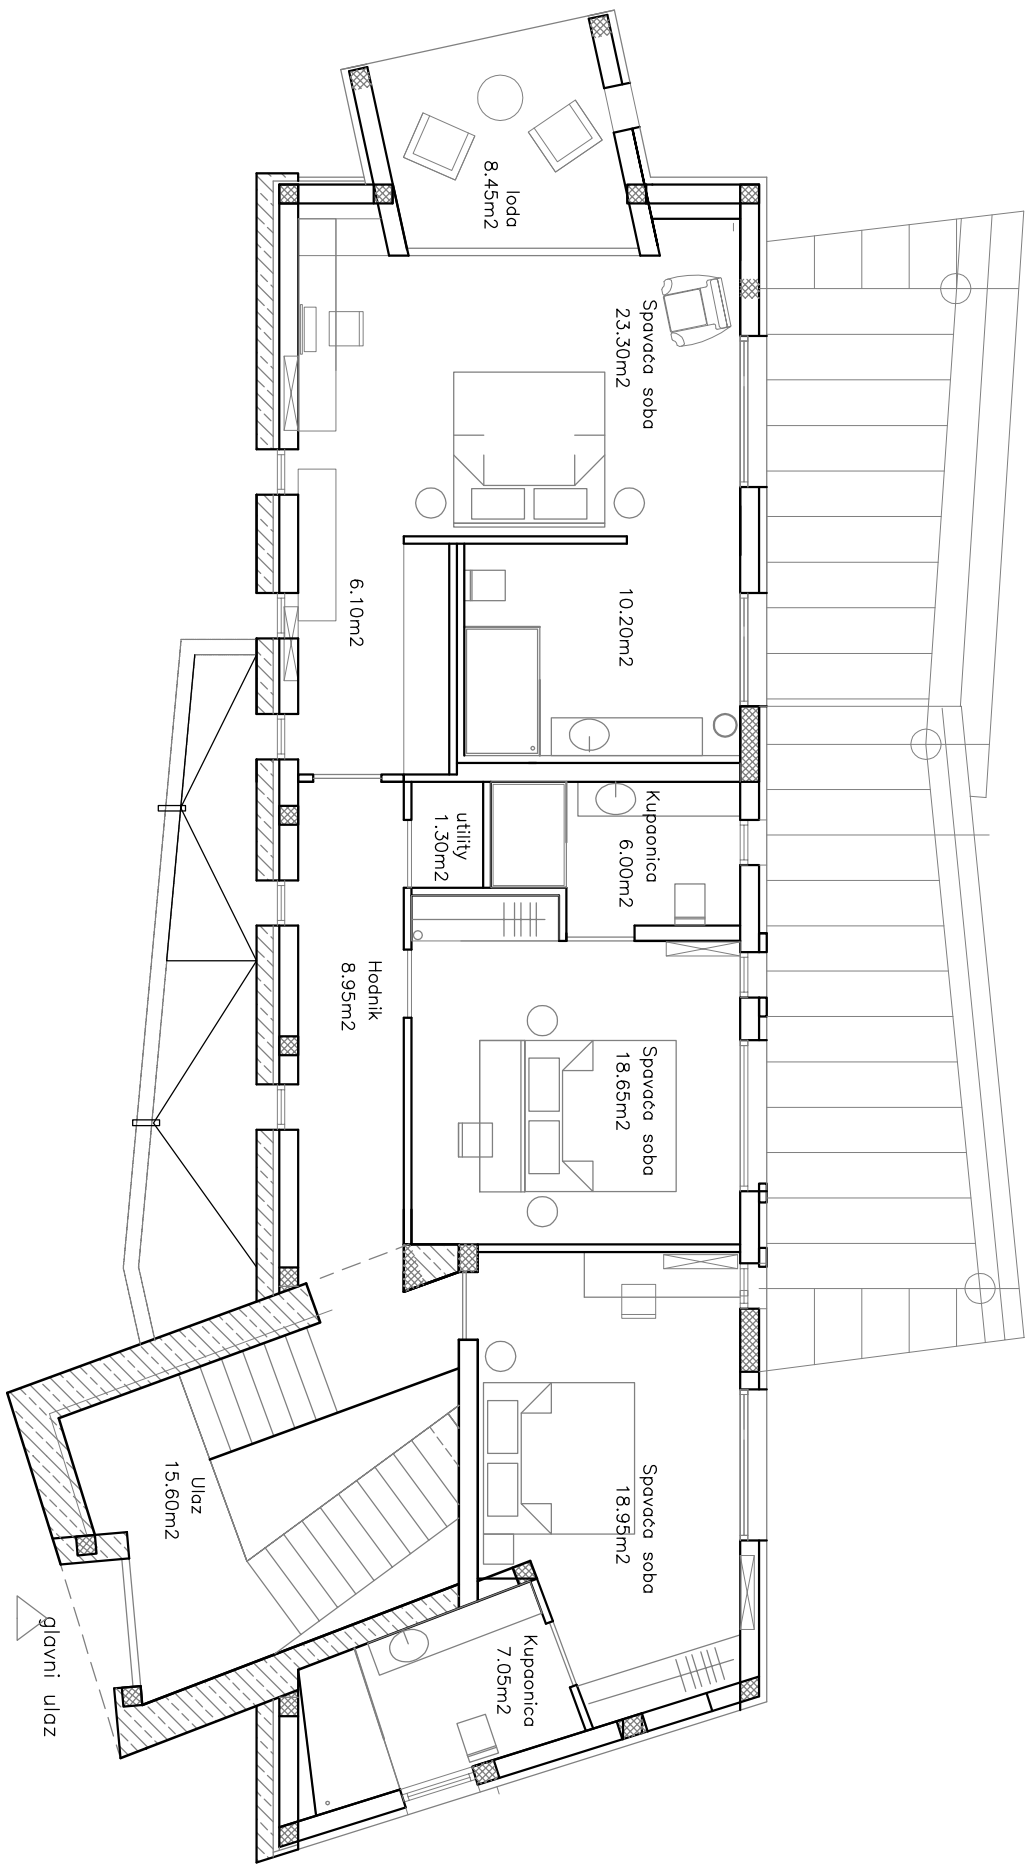 loda
8.45m2
Spavaća soba
23.30m2
10.20m2
6.10m2
Kupaonica
6.00m2
utility
1.30m2
Hodnik
8.95m2
Spavaća soba
18.65m2
Spavaća soba
18.95m2
Ulaz
15.60m2
Kupaonica
7.05m2
glavni ulaz